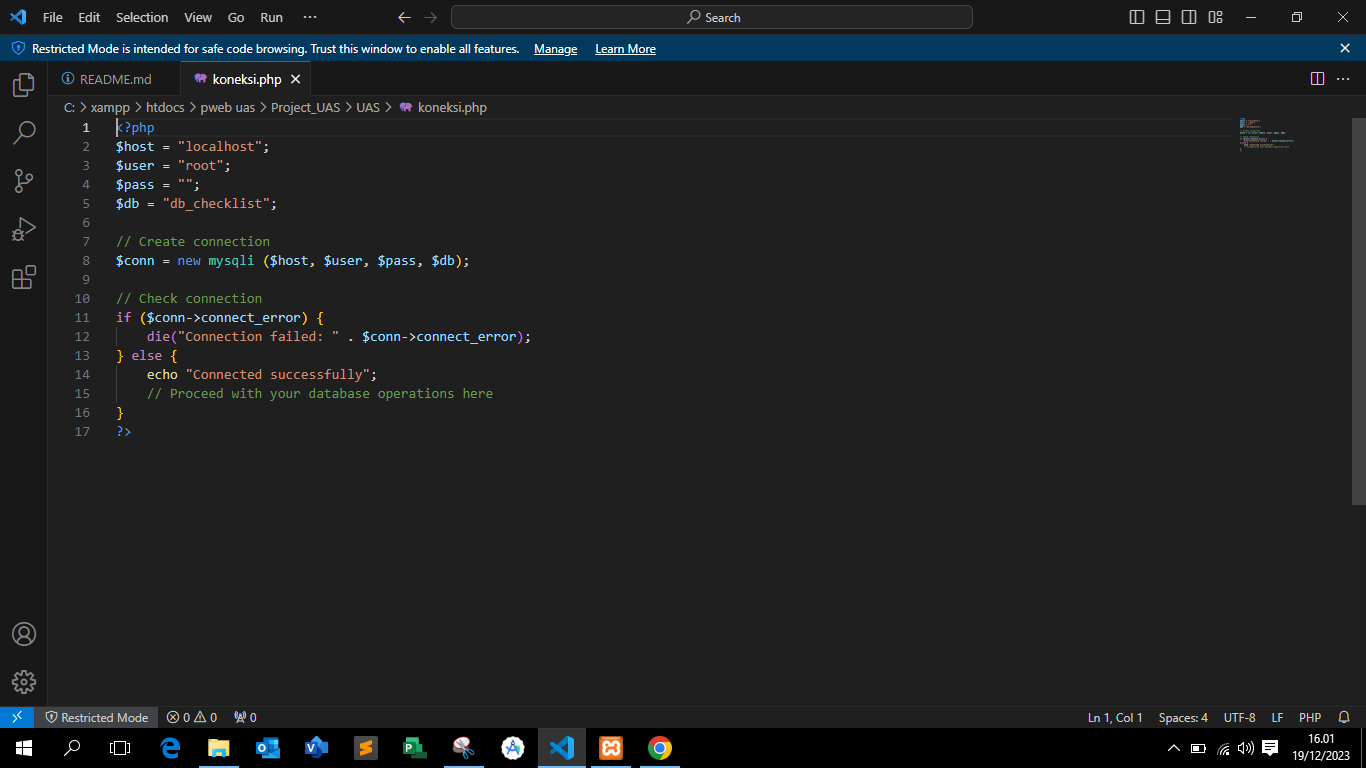 File Edit Selection View Go Run ··· Search
Restricted Mode is intended for safe code browsing. Trust this window to enable all features. Manage Learn More
README.md koneksi.php
C: > xampp > htdocs > pweb uas > Project_UAS > UAS > koneksi.php
1 <?php
2 $host = "localhost";
3 $user = "root";
4 $pass = "";
5 $db = "db_checklist";
6
7 // Create connection
8 $conn = new mysqli ($host, $user, $pass, $db);
9
10 // Check connection
11 if ($conn->connect_error) {
12     die("Connection failed: " . $conn->connect_error);
13 } else {
14     echo "Connected successfully";
15     // Proceed with your database operations here
16 }
17 ?>
Restricted Mode 0 0 0 Ln 1, Col 1 Spaces: 4 UTF-8 LF PHP
16.01
19/12/2023